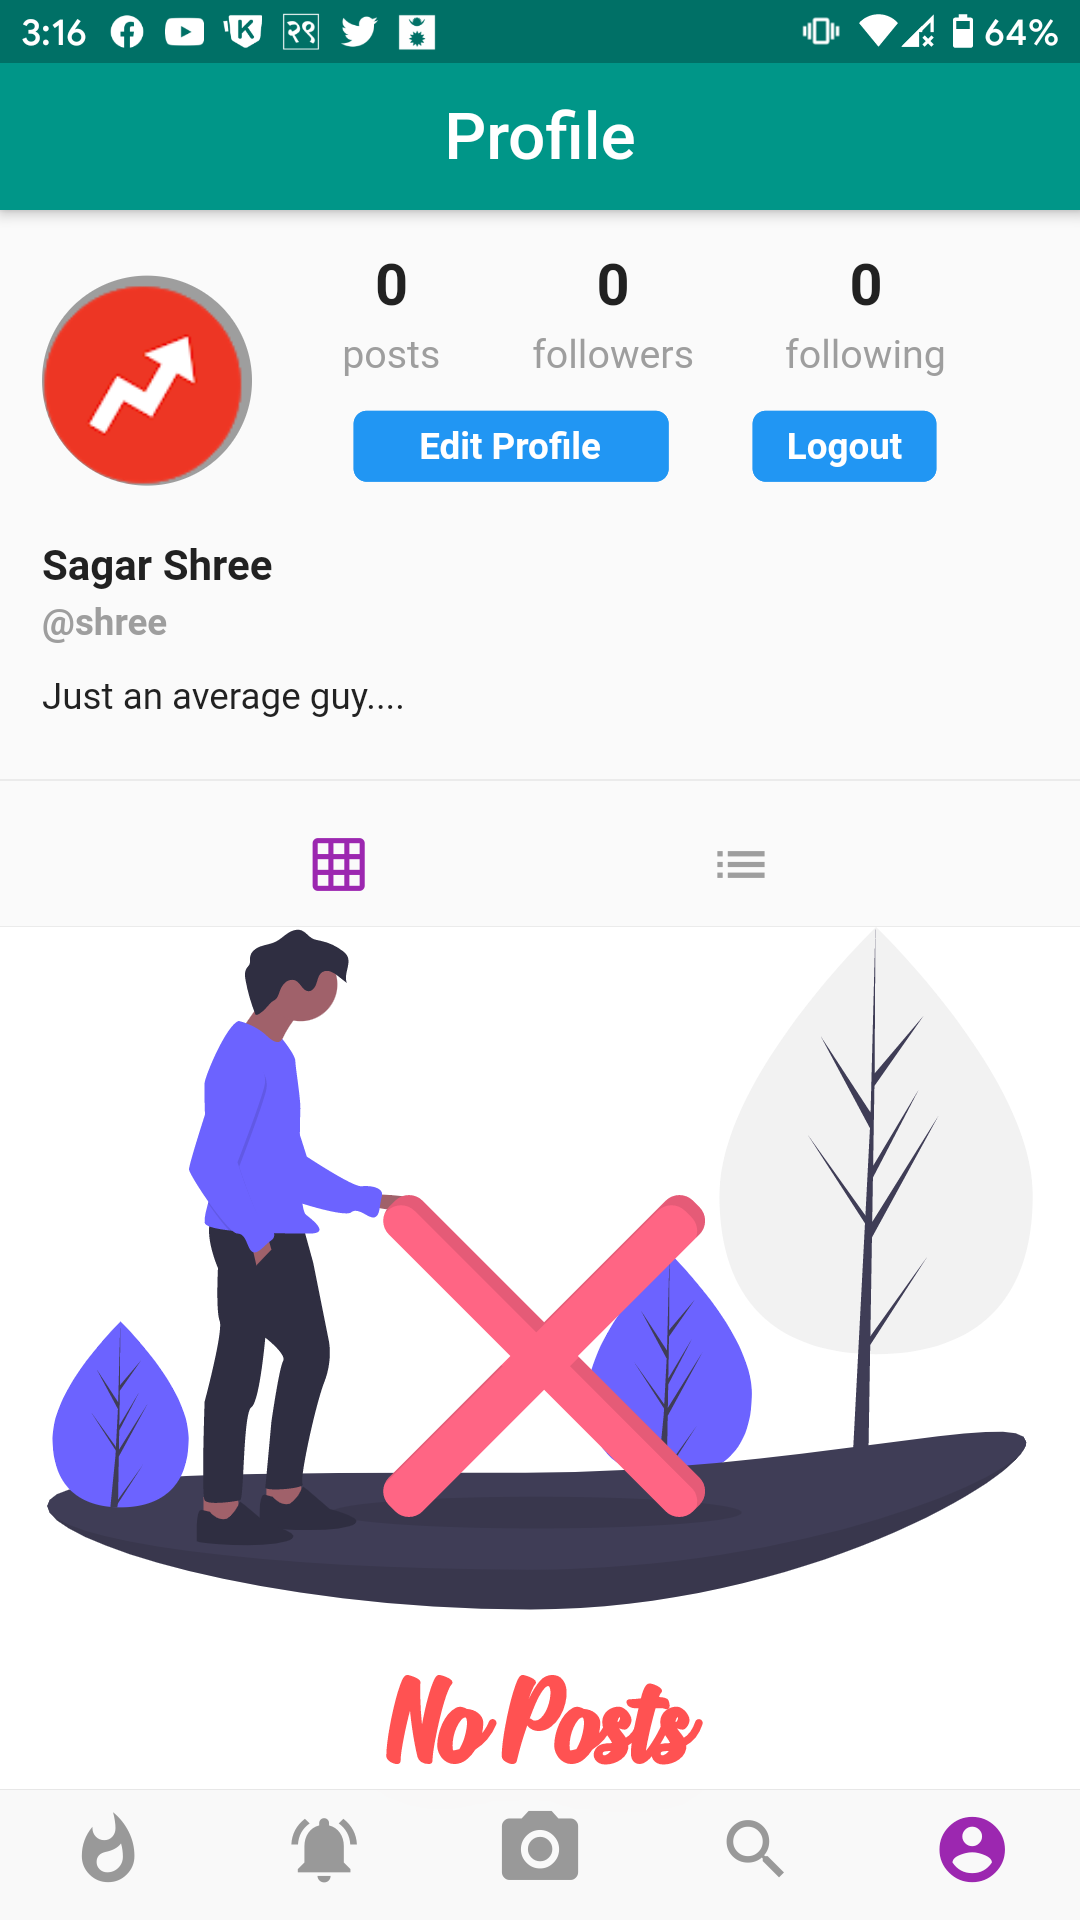 3:16 K २९ 64%
Profile
0 0 0
posts followers following
Edit Profile Logout
Sagar Shree
@shree
Just an average guy....
No Posts